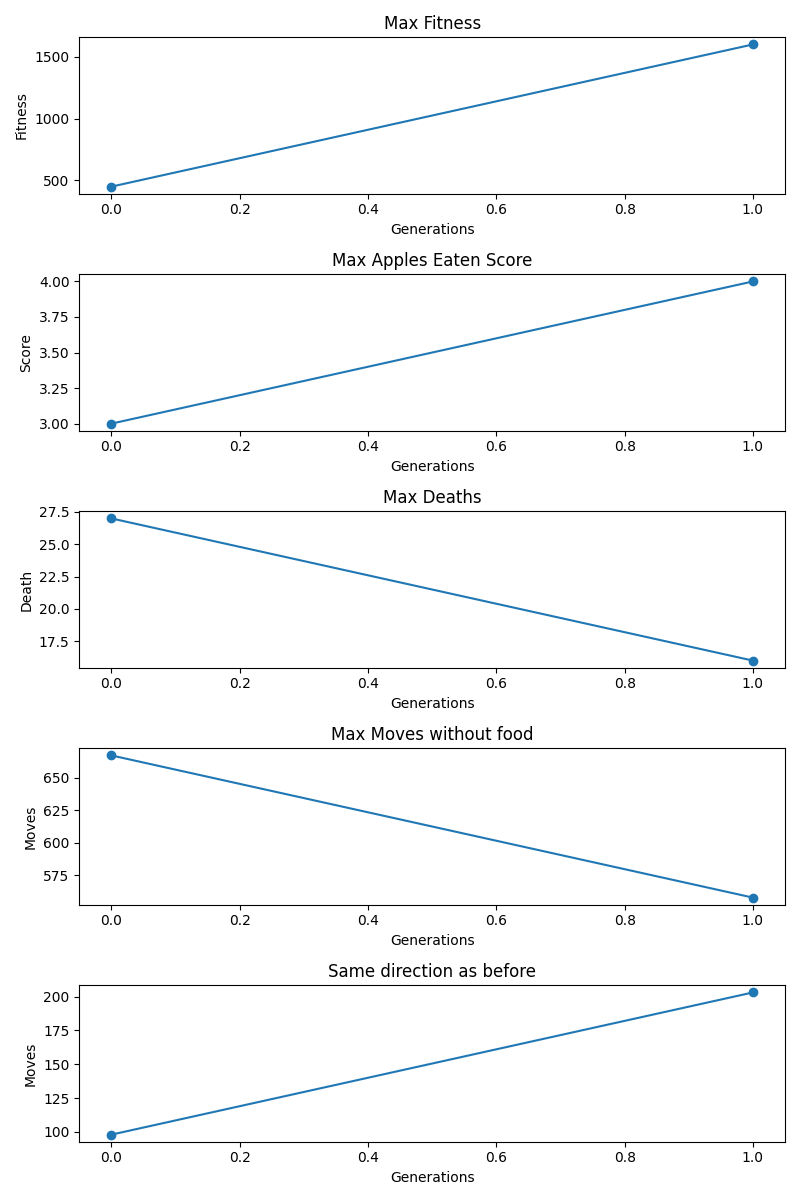 Max Fitness
1500
1000
500
Fitness
0.0 0.2 0.4 0.6 0.8 1.0
Generations
Max Apples Eaten Score
4.00
3.75
3.50
3.25
3.00
Score
0.0 0.2 0.4 0.6 0.8 1.0
Generations
Max Deaths
27.5
25.0
22.5
20.0
17.5
Death
0.0 0.2 0.4 0.6 0.8 1.0
Generations
Max Moves without food
650
625
600
575
Moves
0.0 0.2 0.4 0.6 0.8 1.0
Generations
Same direction as before
200
175
150
125
100
Moves
0.0 0.2 0.4 0.6 0.8 1.0
Generations